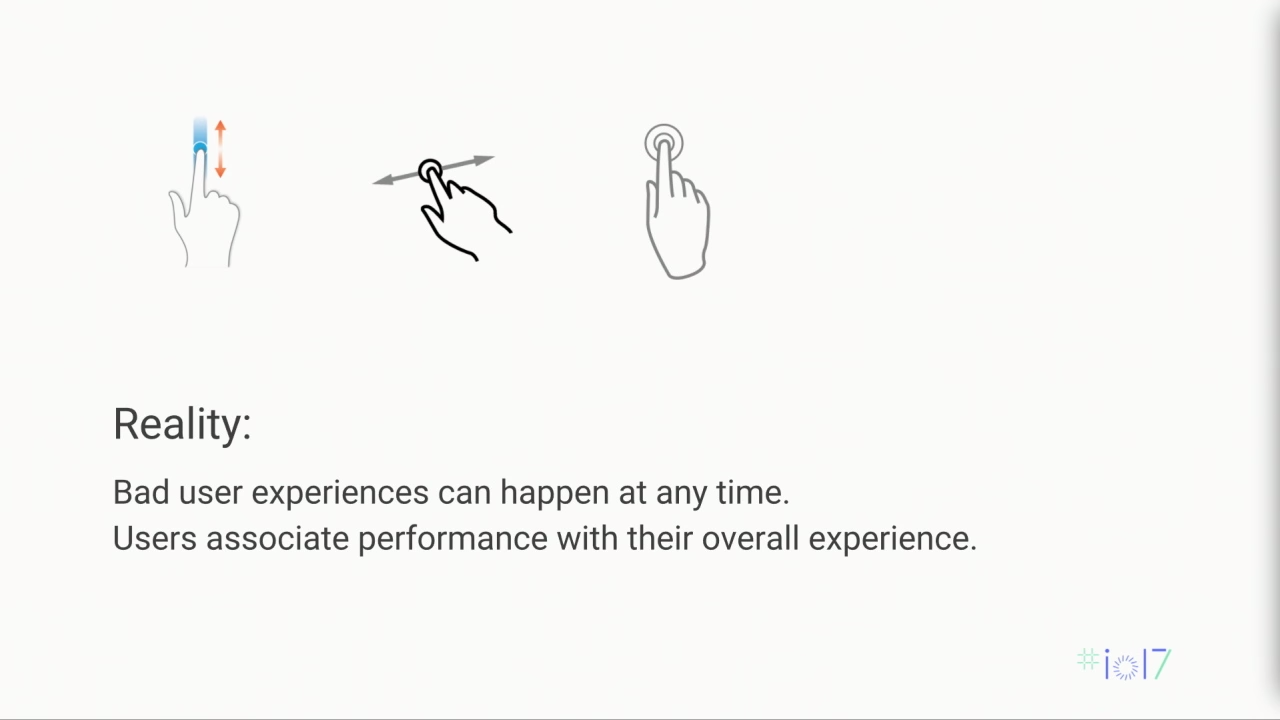 Reality:
Bad user experiences can happen at any time.
Users associate performance with their overall experience.
#io17